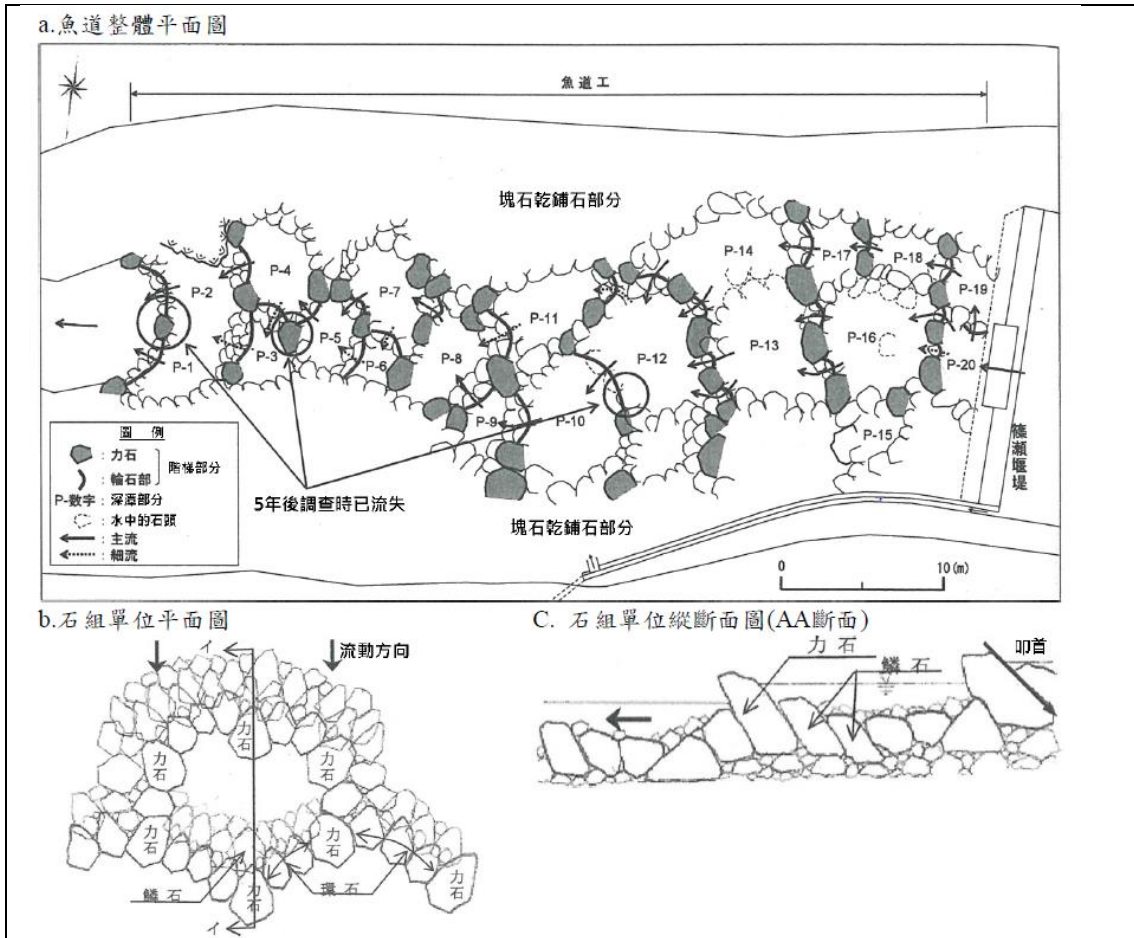 a.魚道整體平面圖
魚道工
塊石乾鋪石部分
P-14
P-17
P-18
P-4
P-2
P-7
P-19
P-11
P-16
P-3
P-5
P-12
P-13
P-8
P-6
P-20
P-1
P-9
P-10
P-15
篠瀬堰堤
圖 例
：力石
：輪石部
階梯部分
P-数字：深潭部分
：水中的石頭
：主流
：細流
5年後調查時已流失
塊石乾鋪石部分
0 10(m)
b.石組單位平面圖
イ
流動方向
力石
力石
力石
力石
力石
力石
力石
鱗石
環石
イ
C. 石組單位縱斷面圖(AA斷面)
力石
鱗石
叩首